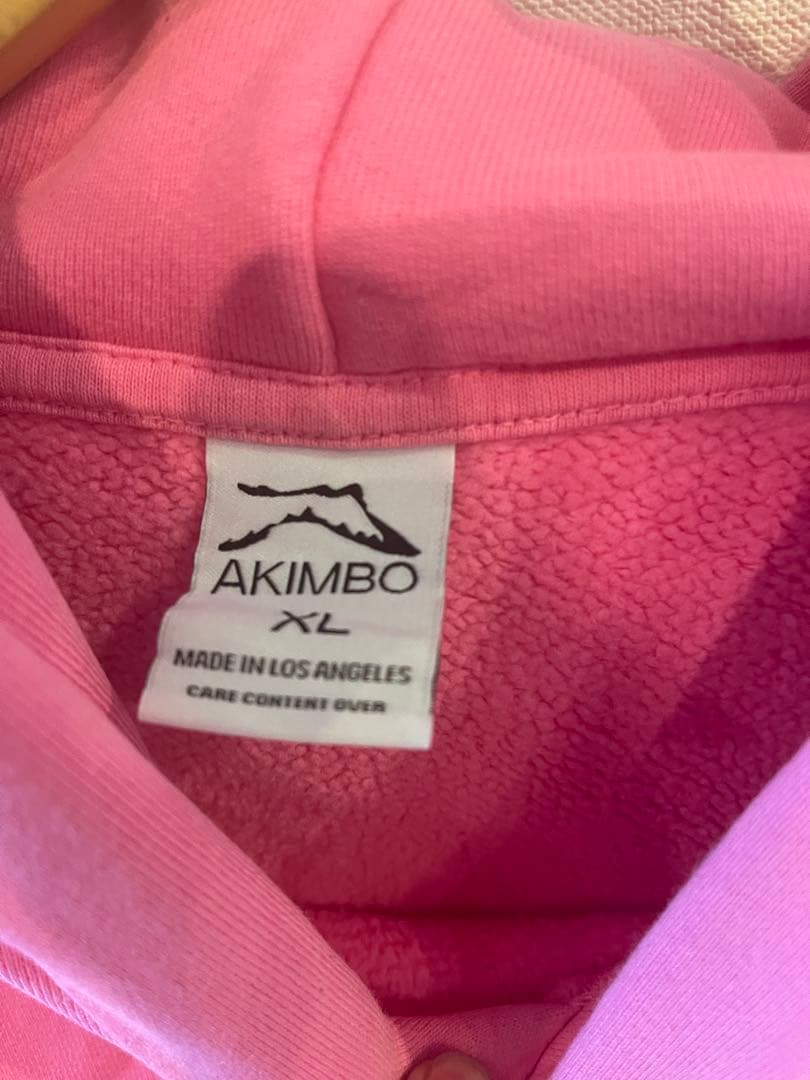 AKIMBO
XL
MADE IN LOS ANGELES
CARE CONTENT OVER